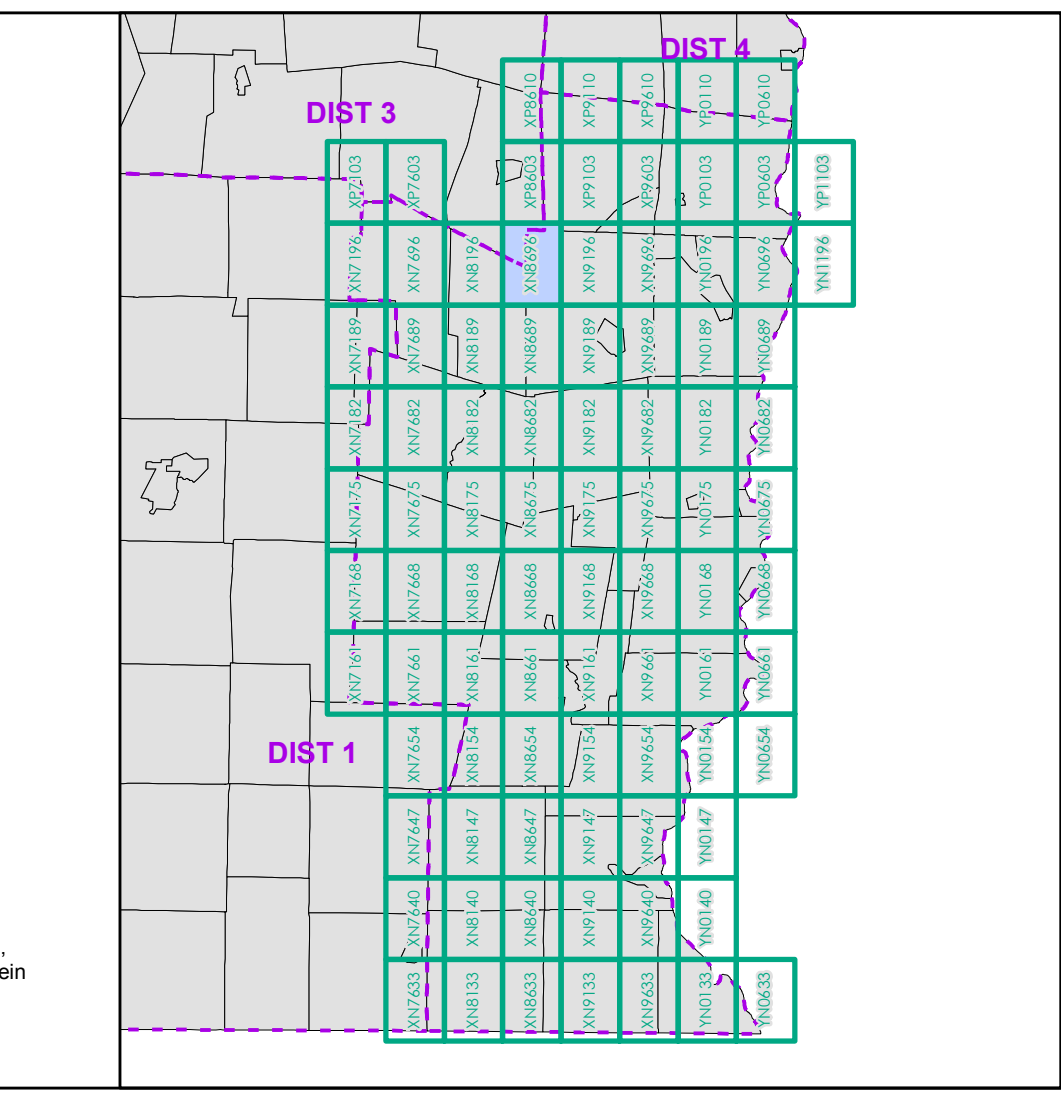 DIST 4
DIST 3
XP8610 XP9110 XP9610 YP0110 YP0610
XP7103 XP7603 XP8603 XP9103 XP9603 YP0103 YP0603 YP1103
XN7196 XN7696 XN8196 XN8696 XN9196 XN9696 YN0196 YN0696 YN1196
XN7189 XN7689 XN8189 XN8689 XN9189 XN9689 YN0189 YN0689
XN7182 XN7682 XN8182 XN8682 XN9182 XN9682 YN0182 YN0682
XN7175 XN7675 XN8175 XN8675 XN9175 XN9675 YN0175 YN0675
XN7168 XN7668 XN8168 XN8668 XN9168 XN9668 YN0168 YN0668
XN7161 XN7661 XN8161 XN8661 XN9161 XN9661 YN0161 YN0661
DIST 1
XN7654 XN8154 XN8654 XN9154 XN9654 YN0154 YN0654
XN7647 XN8147 XN8647 XN9147 XN9647 YN0147
XN7640 XN8140 XN8640 XN9140 XN9640 YN0140
,
ein
XN7633 XN8133 XN8633 XN9133 XN9633 YN0133 YN0633